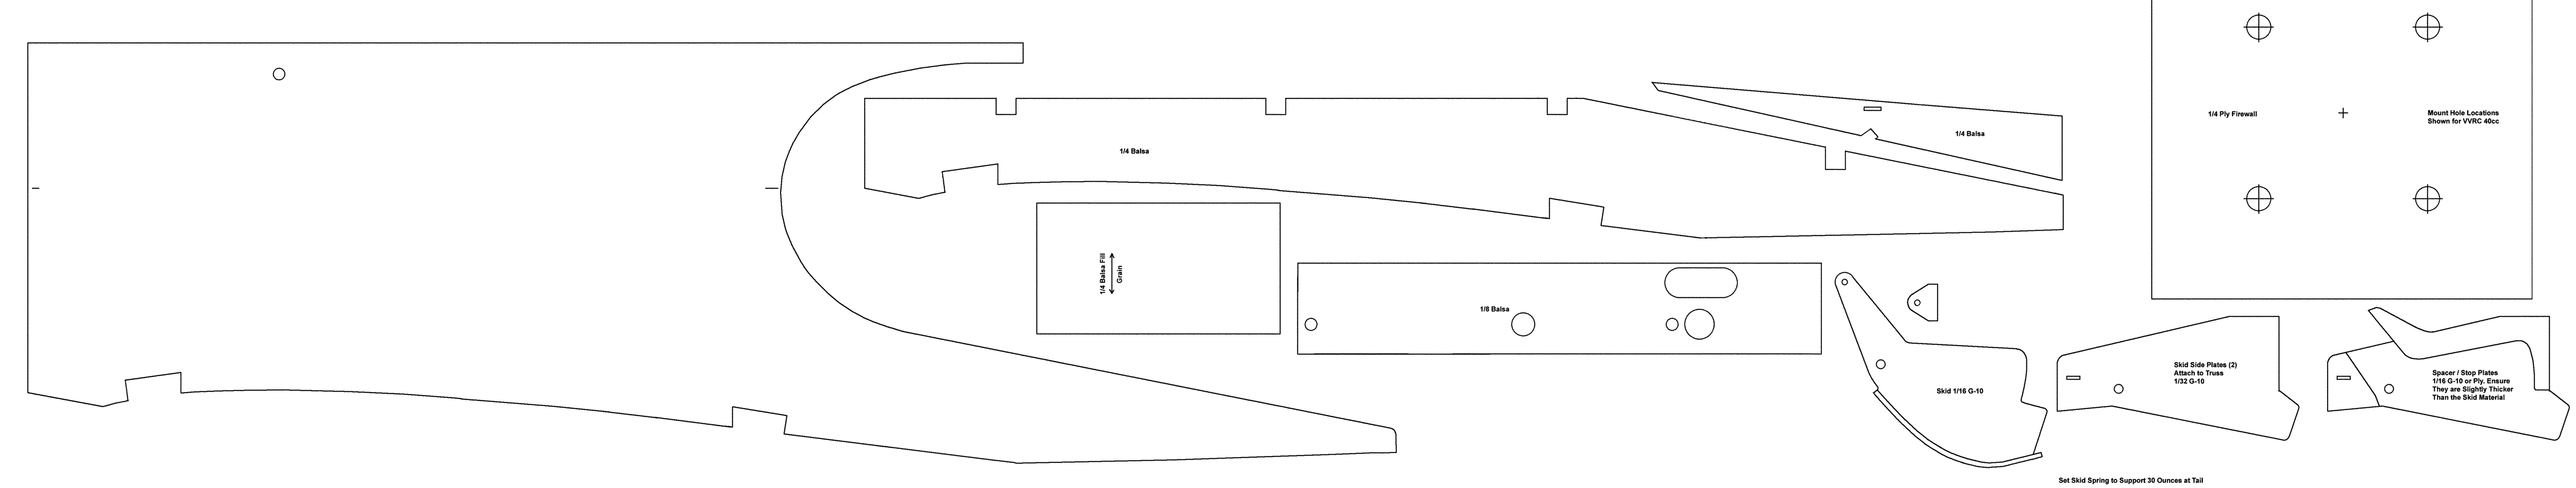 1/4 Ply Firewall
Mount Hole Locations
Shown for VVRC 40cc
1/4 Balsa
1/4 Balsa
1/4 Balsa Fill
Grain
1/8 Balsa
Skid 1/16 G-10
Skid Side Plates (2)
Attach to Truss
1/32 G-10
Spacer / Stop Plates
1/16 G-10 or Ply. Ensure
They are Slightly Thicker
Than the Skid Material
Set Skid Spring to Support 30 Ounces at Tail